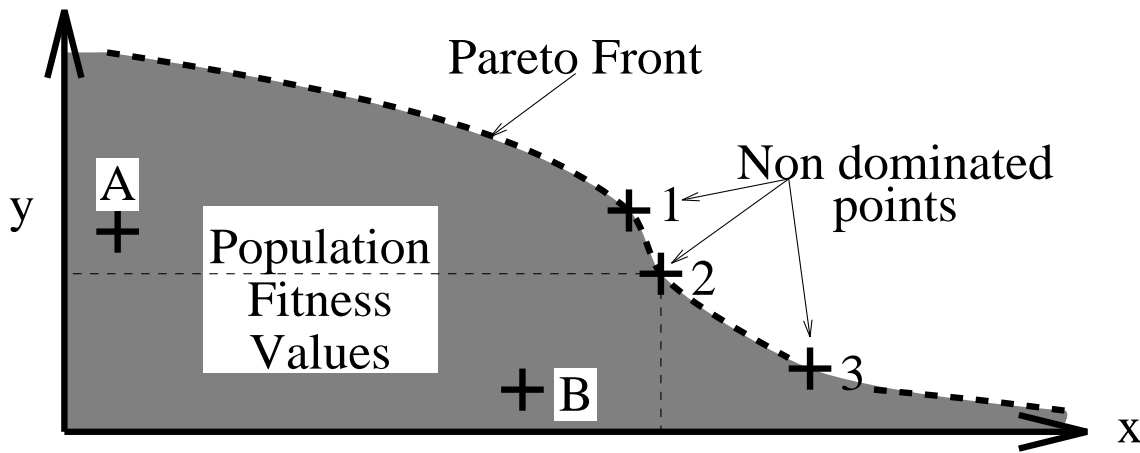 Pareto Front
Non dominated
points
A
y
1
Population
Fitness
Values
2
3
B
x